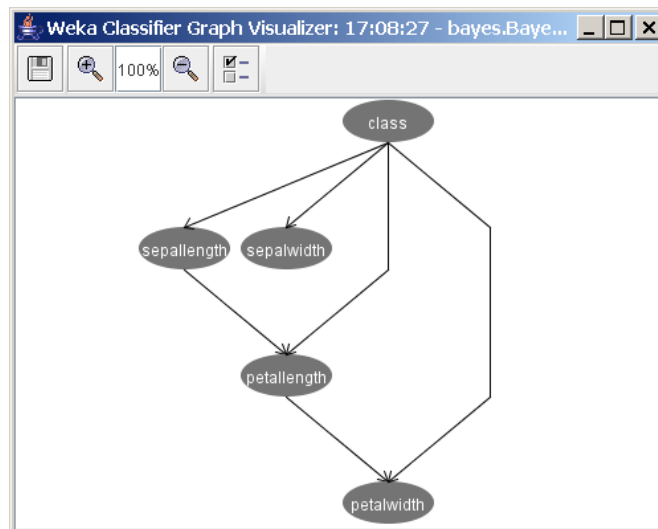 Weka Classifier Graph Visualizer: 17:08:27 - bayes.Baye...
100%
class
sepallength sepalwidth
petallength
petalwidth